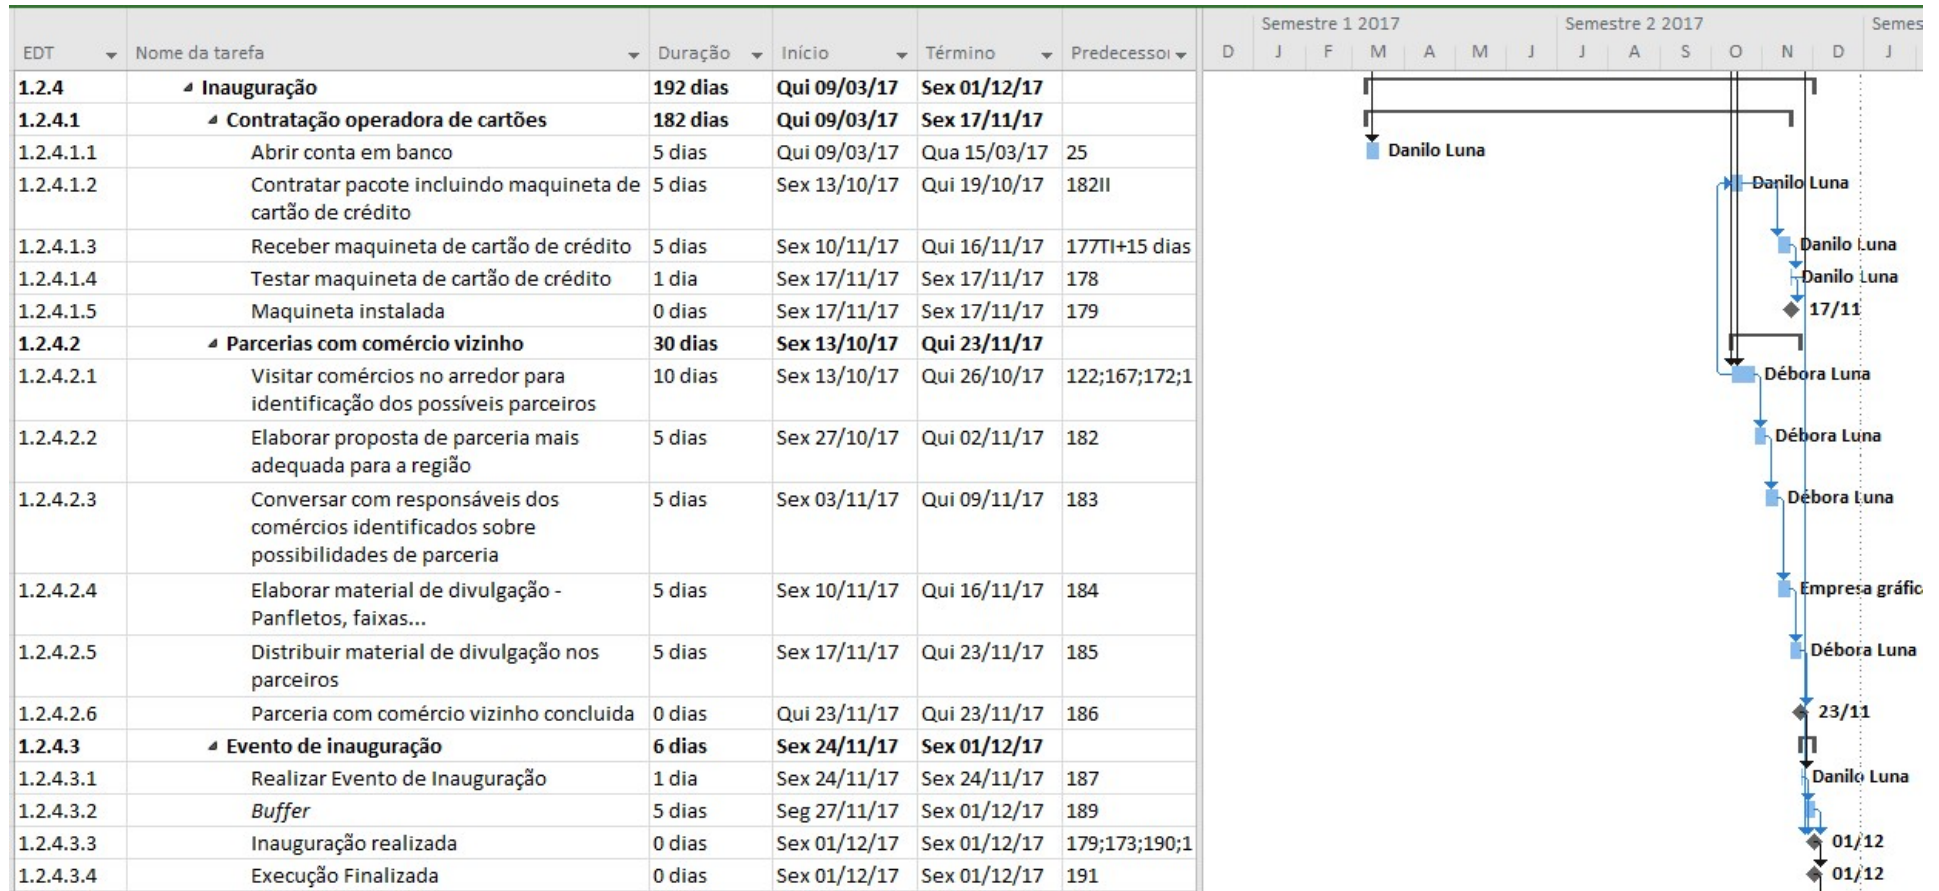 Semestre 1 2017 Semestre 2 2017 Semes
EDT Nome da tarefa Duração Início Término Predecessor D J F M A M J J A S O N D J
1.2.4 Inauguração 192 dias Qui 09/03/17 Sex 01/12/17
1.2.4.1 Contratação operadora de cartões 182 dias Qui 09/03/17 Sex 17/11/17
1.2.4.1.1 Abrir conta em banco 5 dias Qui 09/03/17 Qua 15/03/17 25 Danilo Luna
1.2.4.1.2 Contratar pacote incluindo maquineta de 5 dias Sex 13/10/17 Qui 19/10/17 182II Danilo Luna
cartão de crédito
1.2.4.1.3 Receber maquineta de cartão de crédito 5 dias Sex 10/11/17 Qui 16/11/17 177TI+15 dias Danilo Luna
1.2.4.1.4 Testar maquineta de cartão de crédito 1 dia Sex 17/11/17 Sex 17/11/17 178 Danilo Luna
1.2.4.1.5 Maquineta instalada 0 dias Sex 17/11/17 Sex 17/11/17 179 17/11
1.2.4.2 Parcerias com comércio vizinho 30 dias Sex 13/10/17 Qui 23/11/17
1.2.4.2.1 Visitar comércios no arredor para 10 dias Sex 13/10/17 Qui 26/10/17 122;167;172;1 Débora Luna
identificação dos possíveis parceiros
1.2.4.2.2 Elaborar proposta de parceria mais 5 dias Sex 27/10/17 Qui 02/11/17 182 Débora Luna
adequada para a região
1.2.4.2.3 Conversar com responsáveis dos 5 dias Sex 03/11/17 Qui 09/11/17 183 Débora Luna
comércios identificados sobre
possibilidades de parceria
1.2.4.2.4 Elaborar material de divulgação - 5 dias Sex 10/11/17 Qui 16/11/17 184 Empresa gráfic
Panfletos, faixas...
1.2.4.2.5 Distribuir material de divulgação nos 5 dias Sex 17/11/17 Qui 23/11/17 185 Débora Luna
parceiros
1.2.4.2.6 Parceria com comércio vizinho concluida 0 dias Qui 23/11/17 Qui 23/11/17 186 23/11
1.2.4.3 Evento de inauguração 6 dias Sex 24/11/17 Sex 01/12/17
1.2.4.3.1 Realizar Evento de Inauguração 1 dia Sex 24/11/17 Sex 24/11/17 187 Danilo Luna
1.2.4.3.2 Buffer 5 dias Seg 27/11/17 Sex 01/12/17 189
1.2.4.3.3 Inauguração realizada 0 dias Sex 01/12/17 Sex 01/12/17 179;173;190;1 01/12
1.2.4.3.4 Execução Finalizada 0 dias Sex 01/12/17 Sex 01/12/17 191 01/12